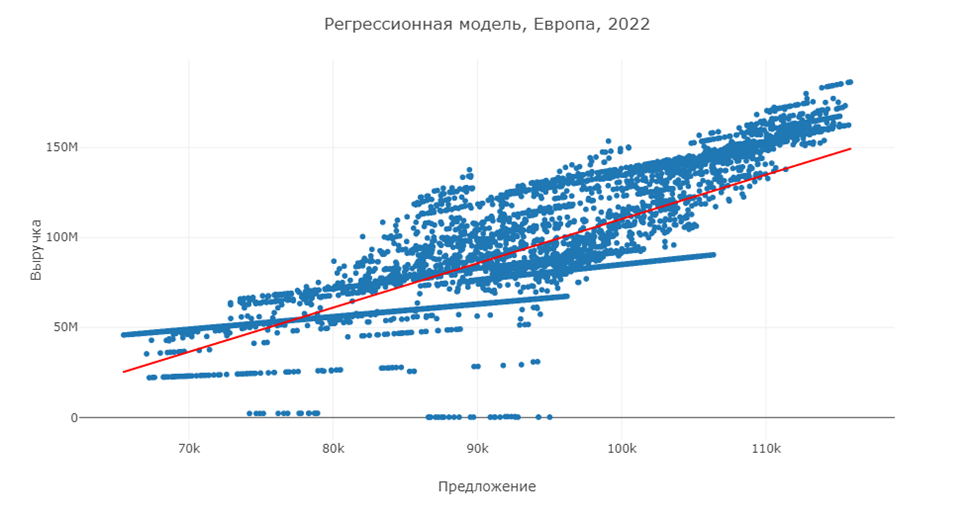 Регрессионная модель, Европа, 2022
Выручка
150M
100M
50M
0
70k 80k 90k 100k 110k
Предложение